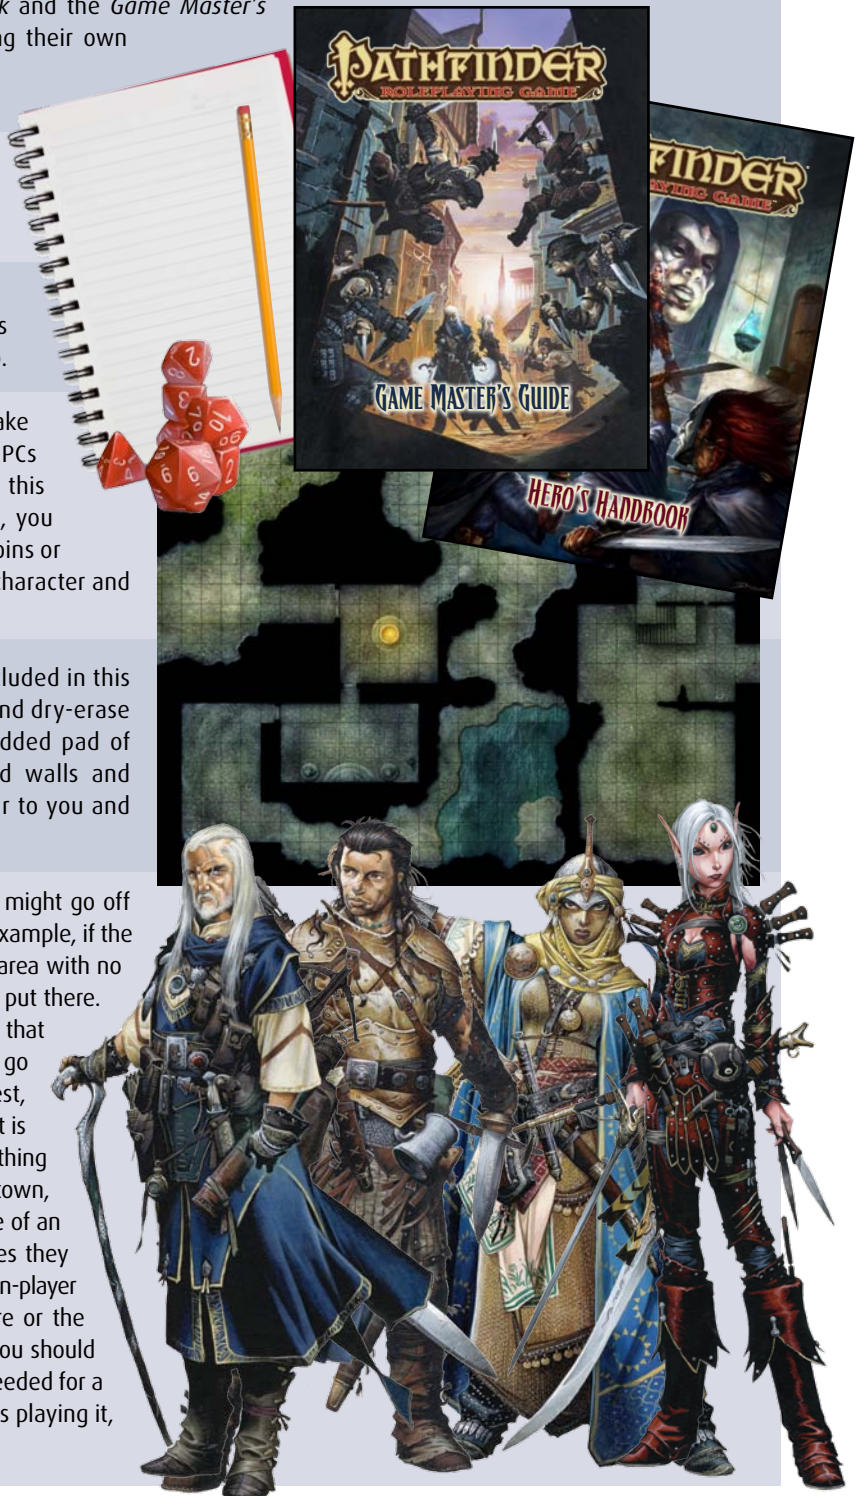 k and the Game Master's
ng their own
PATHFINDER
ROLEPLAYING GAME
GAME MASTER'S GUIDE
FINDER
AYING GAME
HERO'S HANDBOOK
s
ake
PCs
this
, you
oins or
character and
luded in this
nd dry-erase
dded pad of
d walls and
r to you and
might go off
xample, if the
area with no
put there.
that
go
est,
t is
thing
town,
e of an
es they
n-player
re or the
ou should
eeded for a
s playing it,